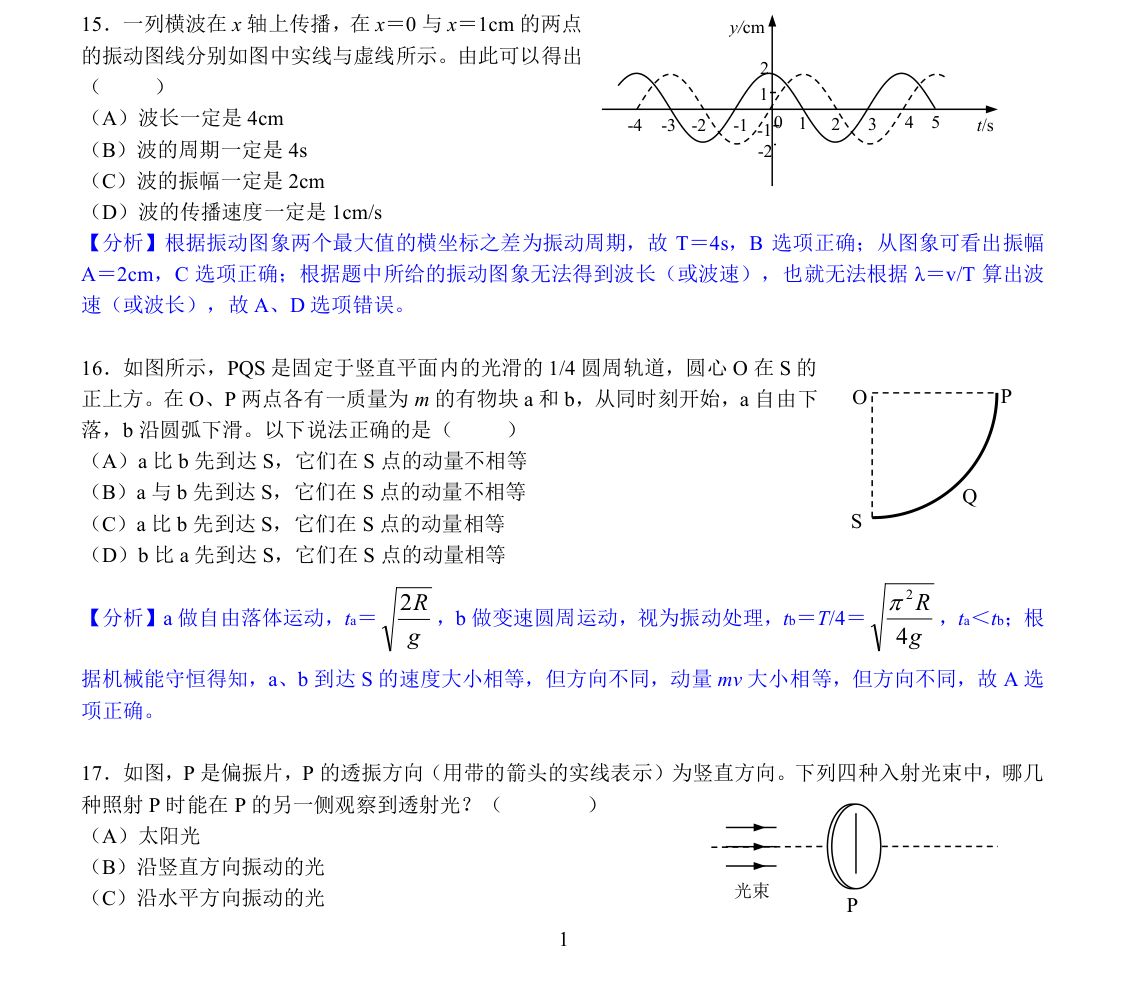 15．一列横波在 x 轴上传播，在 x＝0 与 x＝1cm 的两点
的振动图线分别如图中实线与虚线所示。由此可以得出
（　　）
（A）波长一定是 4cm
（B）波的周期一定是 4s
（C）波的振幅一定是 2cm
（D）波的传播速度一定是 1cm/s
y/cm
2
1
-4 -3 -2 -1 0 1 2 3 4 5 t/s
-1
-2
【分析】根据振动图象两个最大值的横坐标之差为振动周期，故 T＝4s，B 选项正确；从图象可看出振幅
A＝2cm，C 选项正确；根据题中所给的振动图象无法得到波长（或波速），也就无法根据 λ＝v/T 算出波
速（或波长），故 A、D 选项错误。
16．如图所示，PQS 是固定于竖直平面内的光滑的 1/4 圆周轨道，圆心 O 在 S 的
正上方。在 O、P 两点各有一质量为 m 的有物块 a 和 b，从同时刻开始，a 自由下
落，b 沿圆弧下滑。以下说法正确的是（　　）
（A）a 比 b 先到达 S，它们在 S 点的动量不相等
（B）a 与 b 先到达 S，它们在 S 点的动量不相等
（C）a 比 b 先到达 S，它们在 S 点的动量相等
（D）b 比 a 先到达 S，它们在 S 点的动量相等
O P
Q
S
【分析】a 做自由落体运动，ta＝√(2R/g)，b 做变速圆周运动，视为振动处理，tb＝T/4＝√(π²R/4g)，ta＜tb；根
据机械能守恒得知，a、b 到达 S 的速度大小相等，但方向不同，动量 mv 大小相等，但方向不同，故 A 选
项正确。
17．如图，P 是偏振片，P 的透振方向（用带的箭头的实线表示）为竖直方向。下列四种入射光束中，哪几
种照射 P 时能在 P 的另一侧观察到透射光？（　　）
（A）太阳光
（B）沿竖直方向振动的光
（C）沿水平方向振动的光
光束
P
1